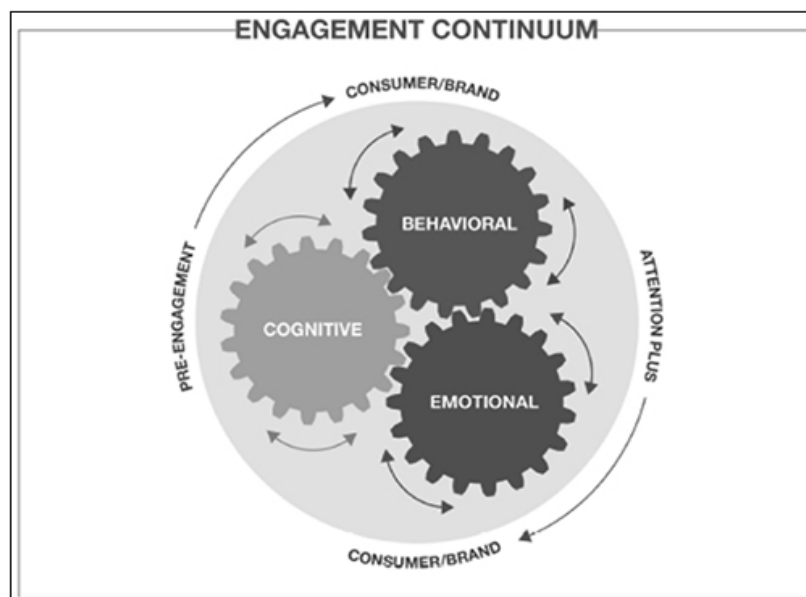 ENGAGEMENT CONTINUUM
CONSUMER/BRAND
BEHAVIORAL
PRE-ENGAGEMENT
COGNITIVE
ATTENTION PLUS
EMOTIONAL
CONSUMER/BRAND